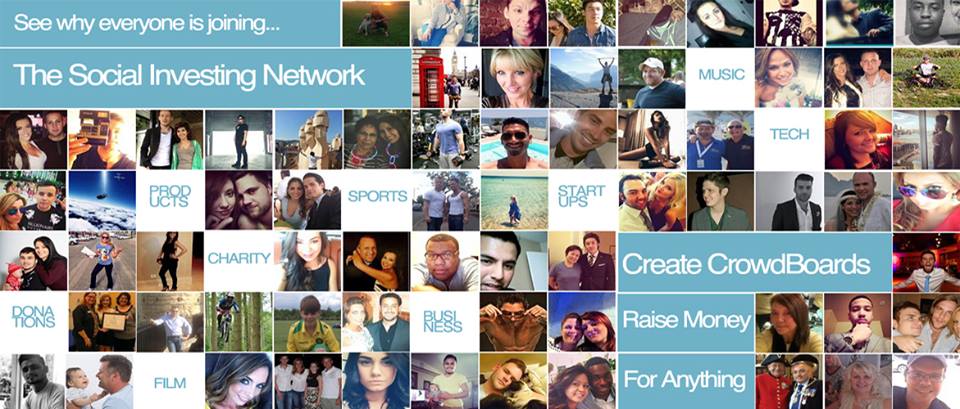 See why everyone is joining...
The Social Investing Network
MUSIC
TECH
PROD
UCTS
SPORTS
START
UPS
CHARITY
Create CrowdBoards
DONA
TIONS
BUSI
NESS
Raise Money
FILM
For Anything